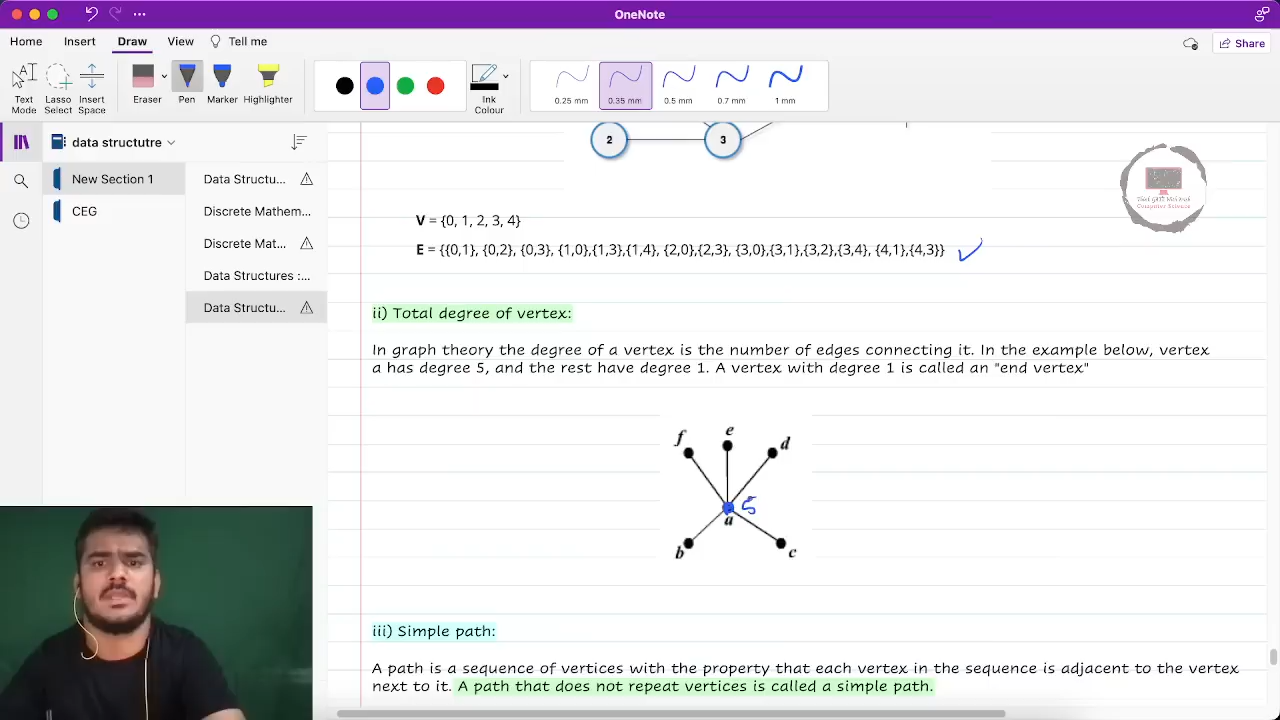 OneNote
Home Insert Draw View Tell me
Share
Text Mode
Lasso Select
Insert Space
Eraser
Pen
Marker
Highlighter
Ink Colour
0.25 mm
0.35 mm
0.5 mm
0.7 mm
1 mm
data structutre
New Section 1
CEG
Data Structu...
Discrete Mathem...
Discrete Mat...
Data Structures :...
Data Structu...
2 3
Computer Science
V = {0, 1, 2, 3, 4}
E = {{0,1}, {0,2}, {0,3}, {1,0},{1,3},{1,4}, {2,0},{2,3}, {3,0},{3,1},{3,2},{3,4}, {4,1},{4,3}}
ii) Total degree of vertex:
In graph theory the degree of a vertex is the number of edges connecting it. In the example below, vertex
a has degree 5, and the rest have degree 1. A vertex with degree 1 is called an "end vertex"
f e d
a 5
b c
iii) Simple path:
A path is a sequence of vertices with the property that each vertex in the sequence is adjacent to the vertex
next to it. A path that does not repeat vertices is called a simple path.